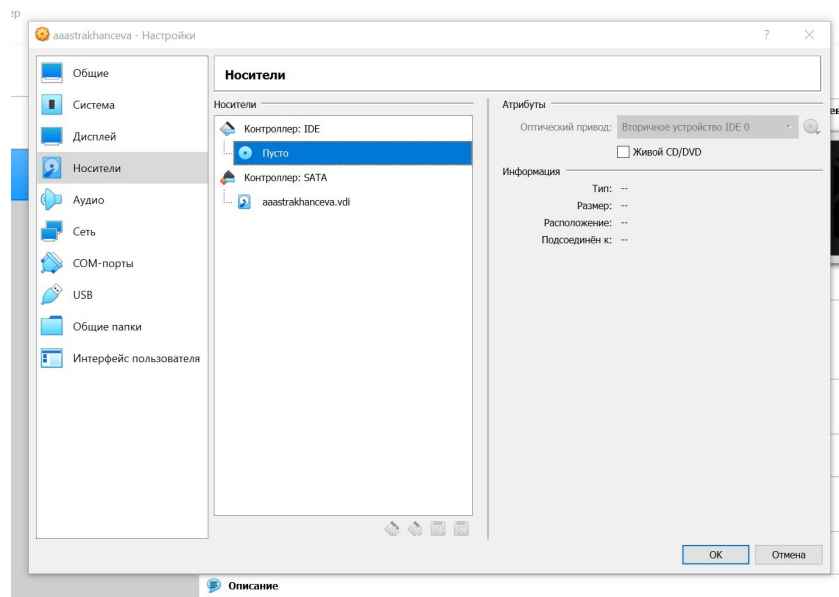 ер
aaastrakhanceva - Настройки
?
Общие
Система
Дисплей
Носители
Аудио
Сеть
COM-порты
USB
Общие папки
Интерфейс пользователя
Носители
Носители
Контроллер: IDE
Пусто
Контроллер: SATA
aaastrakhanceva.vdi
Атрибуты
Оптический привод: Вторичное устройство IDE 0
Живой CD/DVD
Информация
Тип: --
Размер: --
Расположение: --
Подсоединён к: --
OK
Отмена
Описание